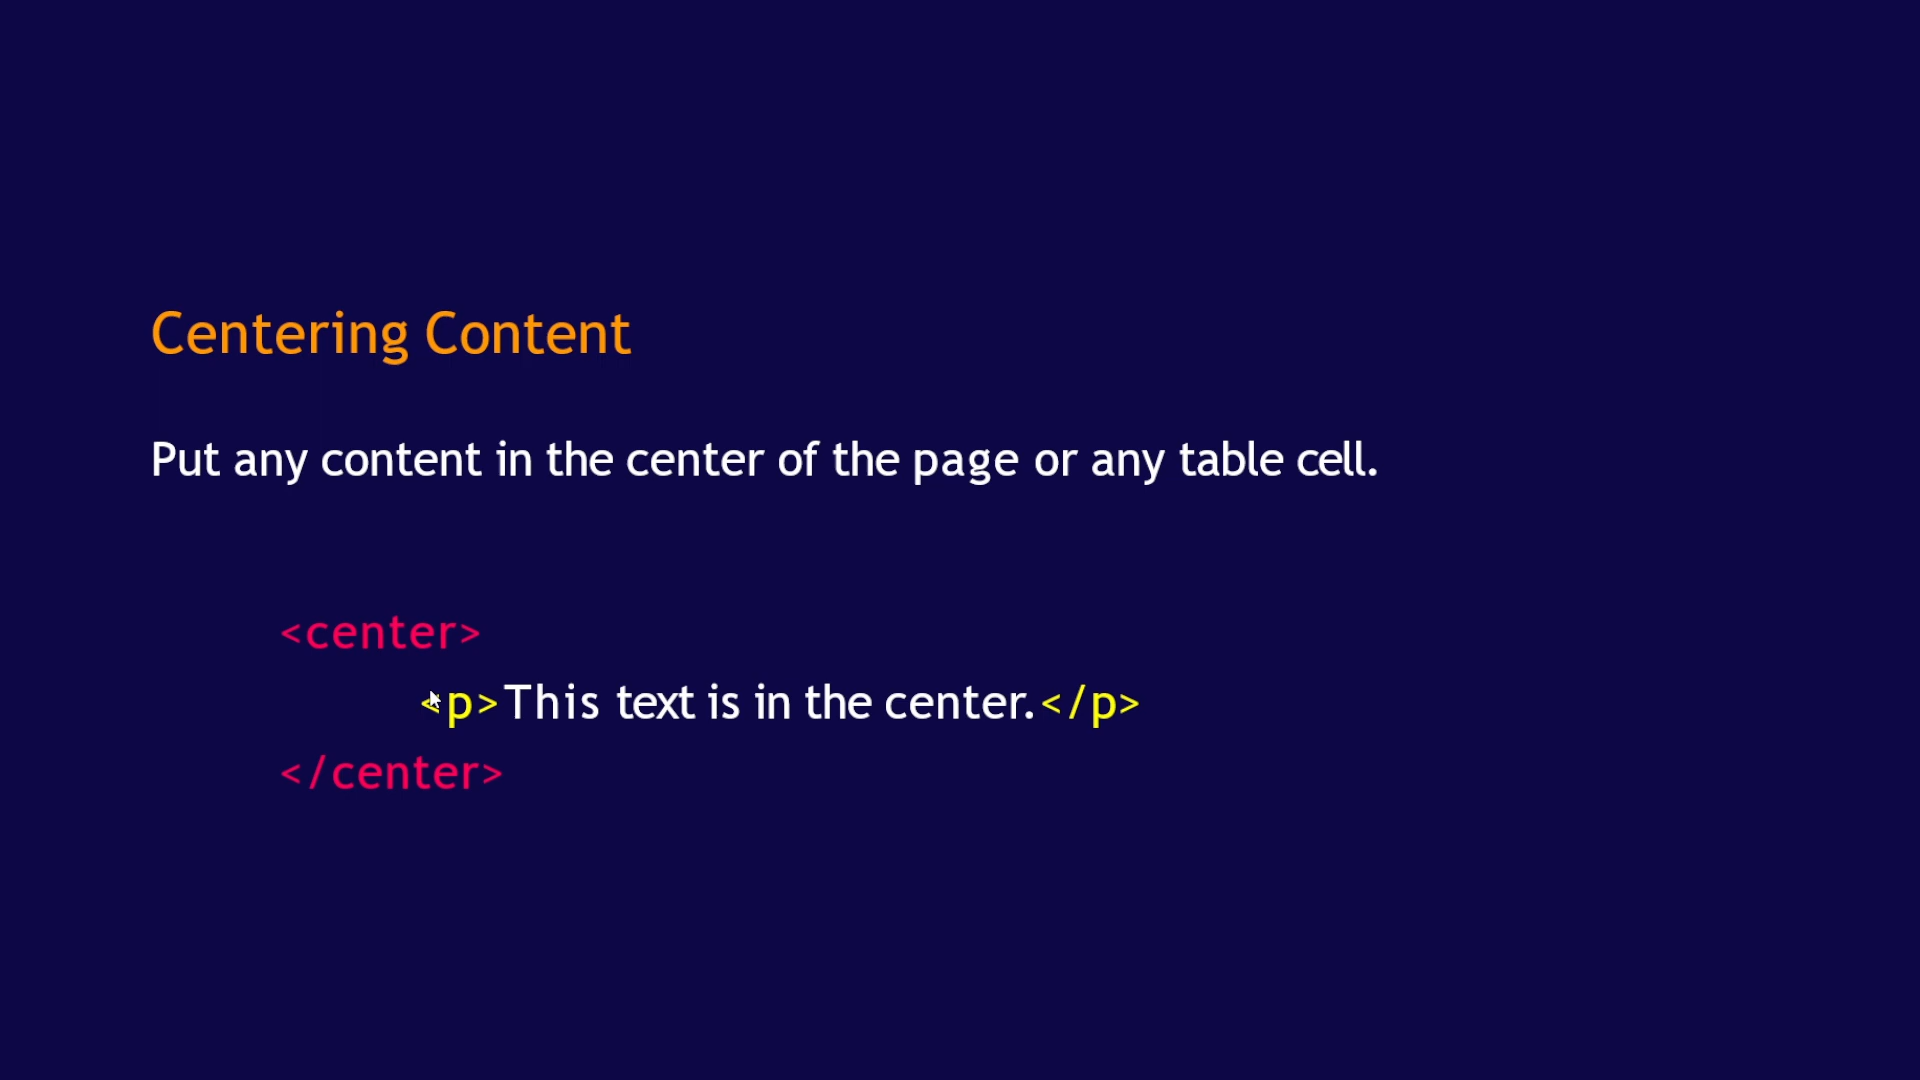 Centering Content
Put any content in the center of the page or any table cell.
<center>
<p>This text is in the center.</p>
</center>